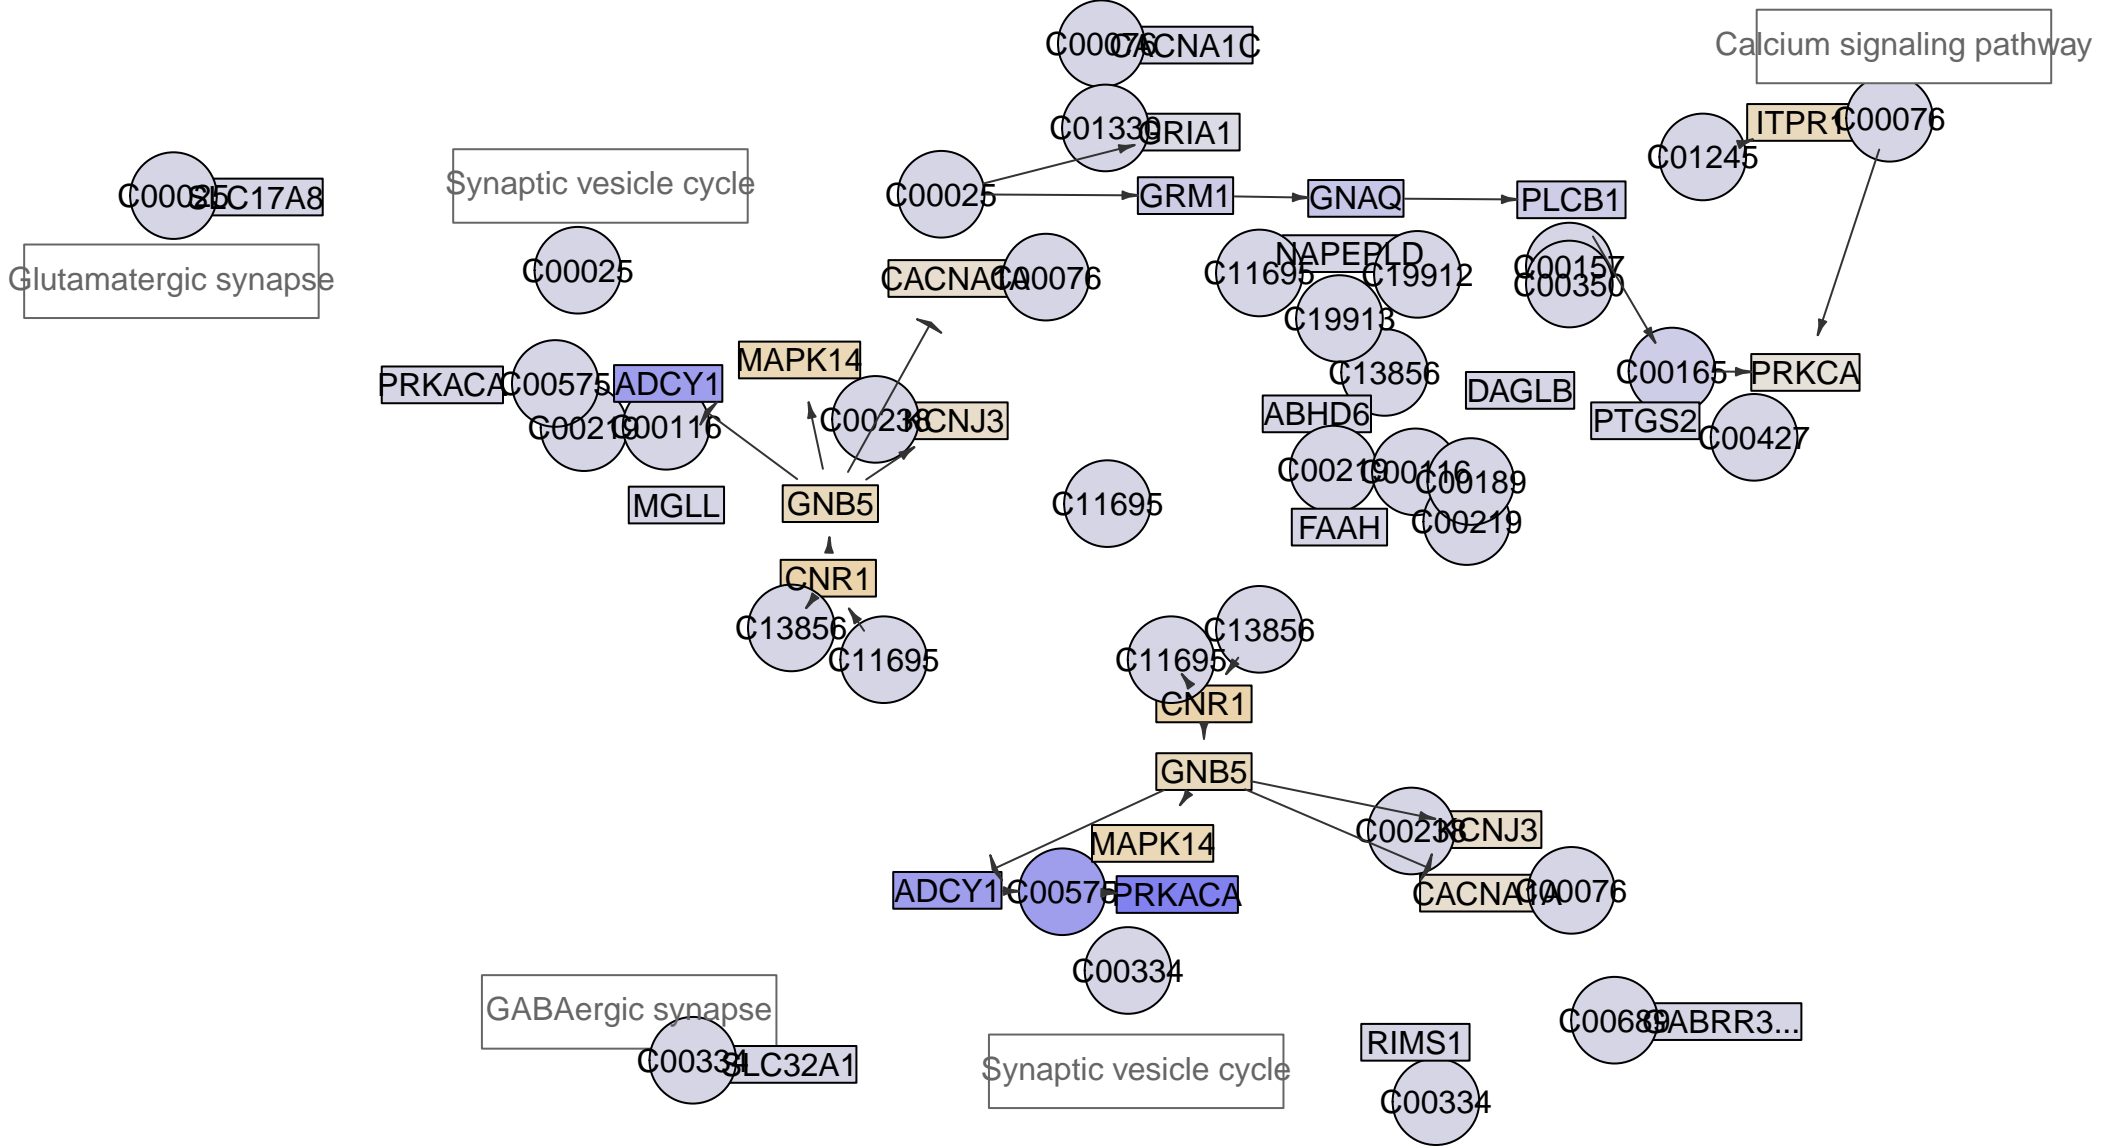 C00076
CACNA1C
Calcium signaling pathway
C01330
GRIA1
ITPR1
C00076
C01245
C00025
SLC17A8
Synaptic vesicle cycle
C00025
GRM1
GNAQ
PLCB1
Glutamatergic synapse
C00025
CACNA1A
C00076
C11695
NAPEPLD
C19912
C00157
C00350
C19913
MAPK14
C13856
C00165
PRKCA
PRKACA
C00575
ADCY1
DAGLB
C00219
C00116
C00238
KCNJ3
ABHD6
PTGS2
C00427
C00219
C00116
C00189
C00219
MGLL
GNB5
C11695
FAAH
CNR1
C13856
C11695
C11695
C13856
CNR1
GNB5
C00238
KCNJ3
MAPK14
ADCY1
C00575
PRKACA
CACNA1A
C00076
C00334
GABAergic synapse
C00334
SLC32A1
Synaptic vesicle cycle
RIMS1
C00334
C00689
GABRR3...